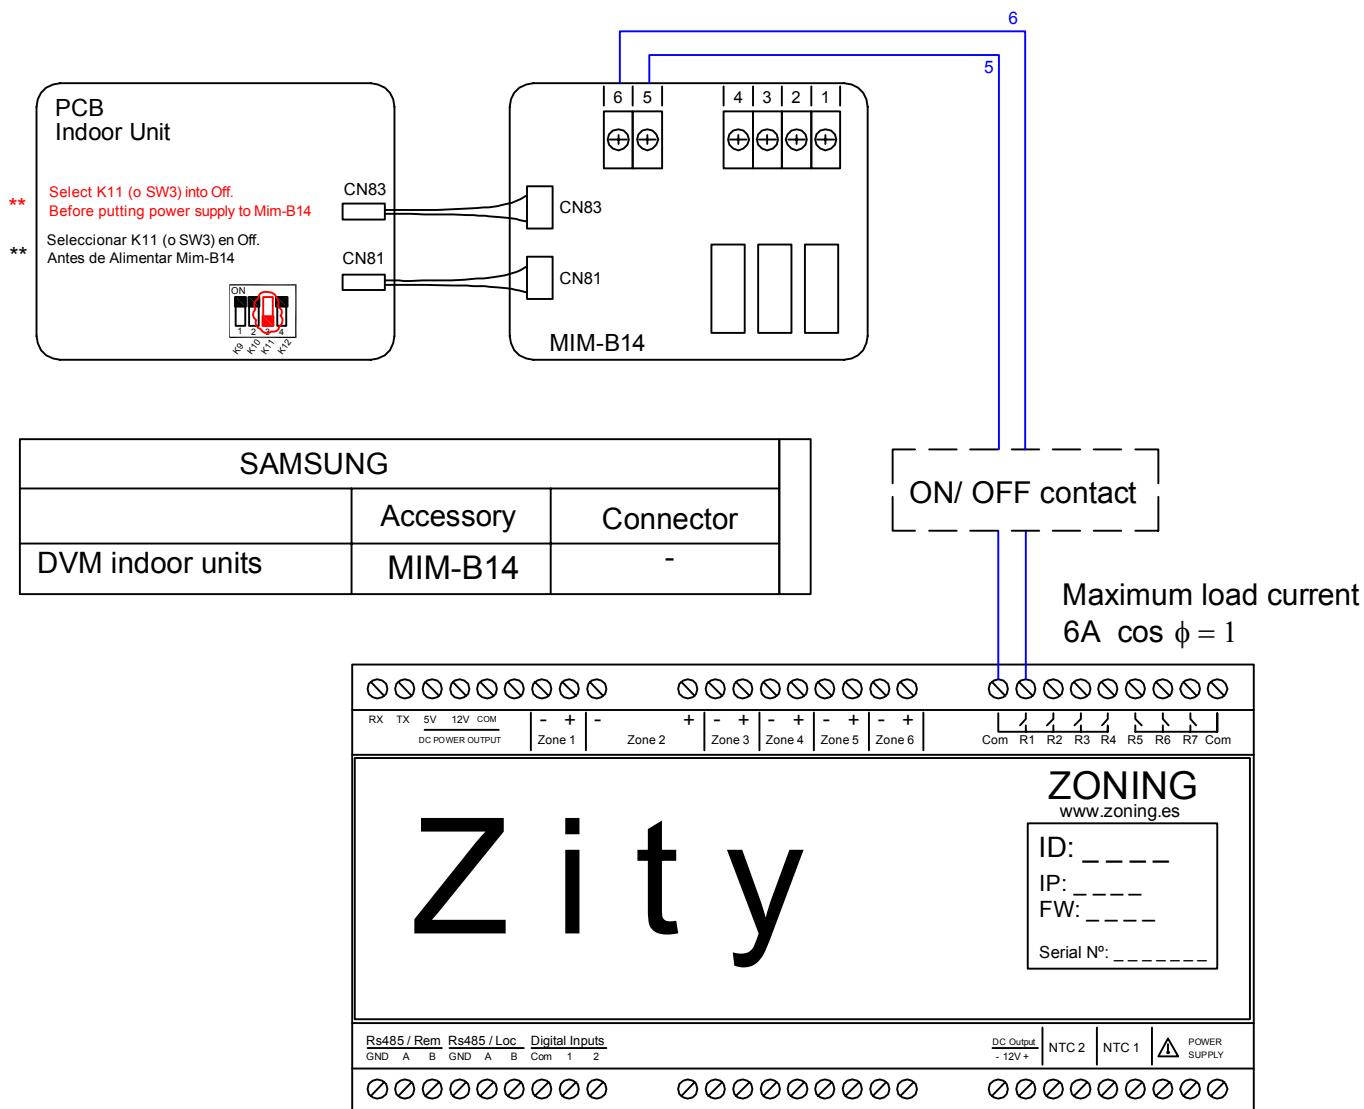 6
5
PCB
Indoor Unit
** Select K11 (o SW3) into Off.
Before putting power supply to Mim-B14
** Seleccionar K11 (o SW3) en Off.
Antes de Alimentar Mim-B14
ON
1 2 3 4
K9 K10 K11 K12
CN83
CN81
6 5 4 3 2 1
CN83
CN81
MIM-B14
SAMSUNG
Accessory Connector
DVM indoor units MIM-B14 -
ON/ OFF contact
Maximum load current
6A cos ϕ = 1
RX TX 5V 12V COM - + - + - + - + - + - +
DC POWER OUTPUT Zone 1 Zone 2 Zone 3 Zone 4 Zone 5 Zone 6 Com R1 R2 R3 R4 R5 R6 R7 Com
Zity
ZONING
www.zoning.es
ID: _ _ _ _
IP: _ _ _ _
FW: _ _ _ _
Serial Nº: _ _ _ _ _ _ _
Rs485 / Rem Rs485 / Loc Digital Inputs
GND A B GND A B Com 1 2
DC Output
- 12V +
NTC 2 NTC 1
POWER
SUPPLY